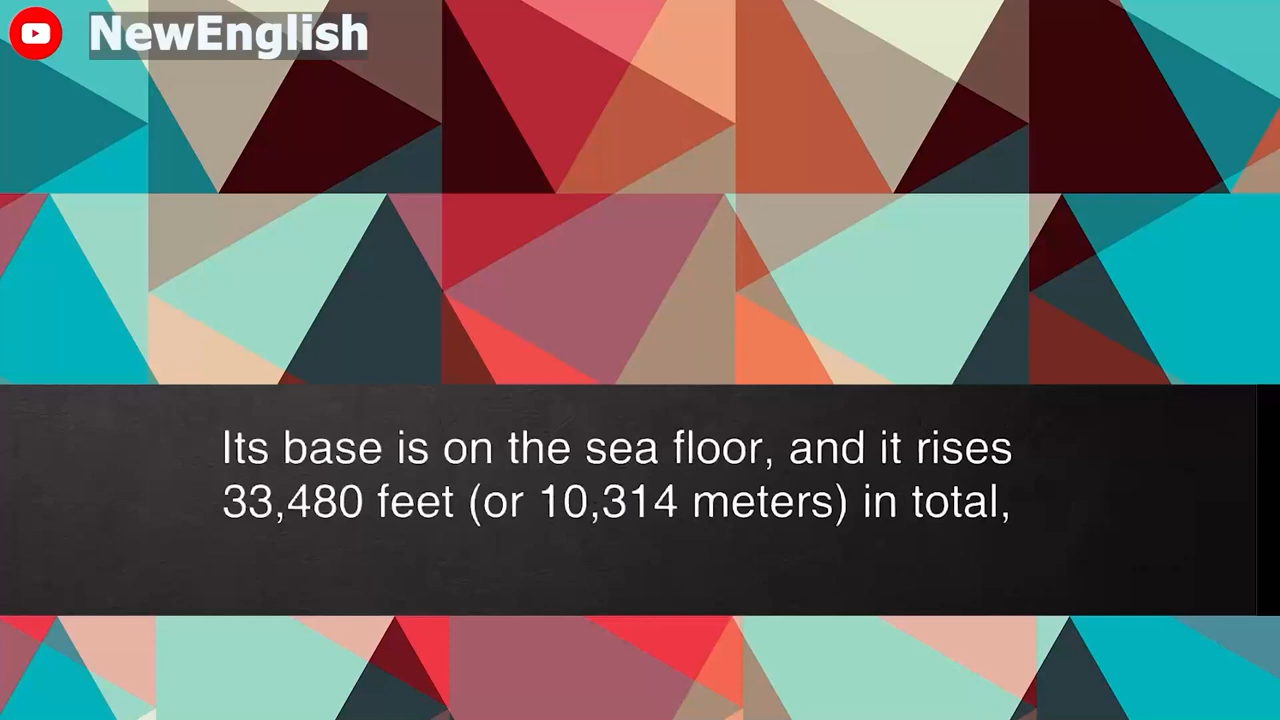 NewEnglish
Its base is on the sea floor, and it rises
33,480 feet (or 10,314 meters) in total,